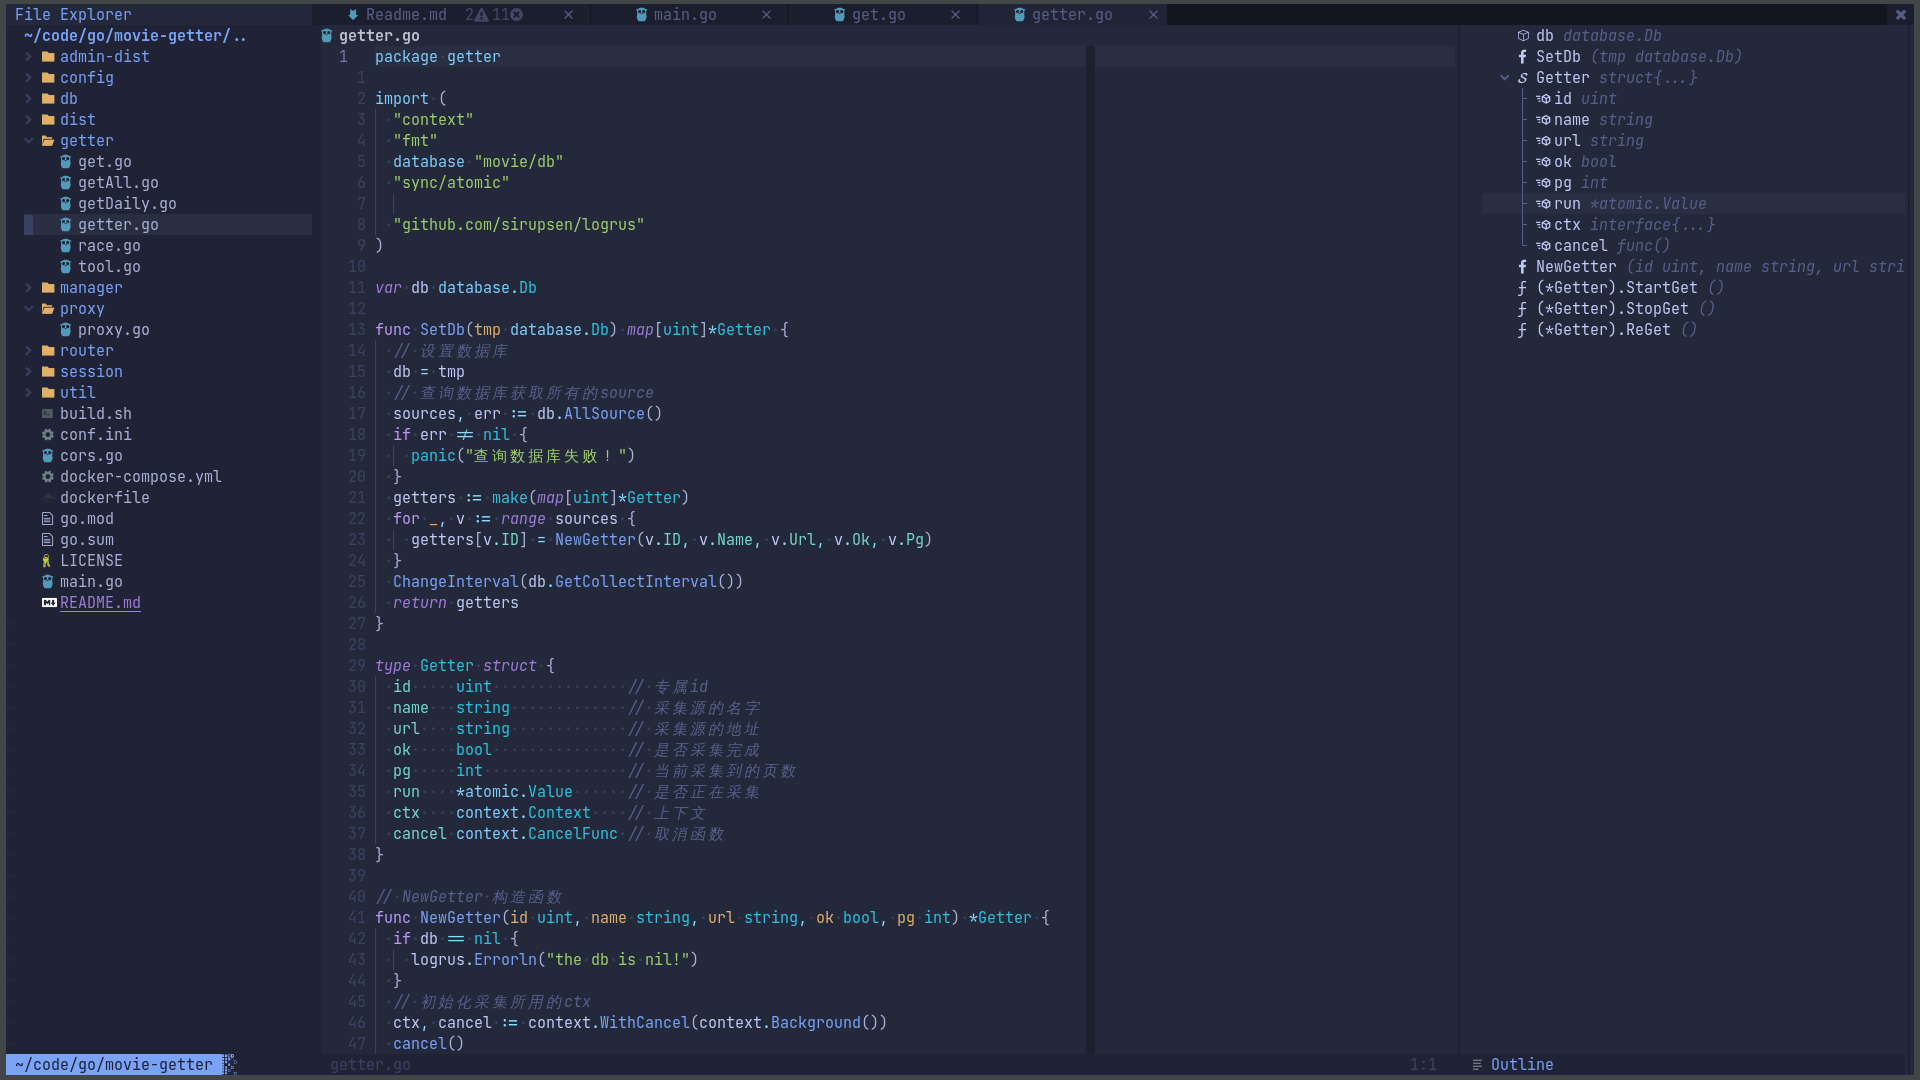 File Explorer
Readme.md 2 11
main.go
get.go
getter.go
~/code/go/movie-getter/..
admin-dist
config
db
dist
getter
get.go
getAll.go
getDaily.go
getter.go
race.go
tool.go
manager
proxy
proxy.go
router
session
util
build.sh
conf.ini
cors.go
docker-compose.yml
dockerfile
go.mod
go.sum
LICENSE
main.go
README.md
~/code/go/movie-getter
getter.go
1 package getter
1
2 import (
3 "context"
4 "fmt"
5 database "movie/db"
6 "sync/atomic"
7
8 "github.com/sirupsen/logrus"
9 )
10
11 var db database.Db
12
13 func SetDb(tmp database.Db) map[uint]*Getter {
14 // 设置数据库
15 db = tmp
16 // 查询数据库获取所有的source
17 sources, err := db.AllSource()
18 if err != nil {
19 panic("查询数据库失败！")
20 }
21 getters := make(map[uint]*Getter)
22 for _, v := range sources {
23 getters[v.ID] = NewGetter(v.ID, v.Name, v.Url, v.Ok, v.Pg)
24 }
25 ChangeInterval(db.GetCollectInterval())
26 return getters
27 }
28
29 type Getter struct {
30 id uint // 专属id
31 name string // 采集源的名字
32 url string // 采集源的地址
33 ok bool // 是否采集完成
34 pg int // 当前采集到的页数
35 run *atomic.Value // 是否正在采集
36 ctx context.Context // 上下文
37 cancel context.CancelFunc // 取消函数
38 }
39
40 // NewGetter 构造函数
41 func NewGetter(id uint, name string, url string, ok bool, pg int) *Getter {
42 if db == nil {
43 logrus.Errorln("the db is nil!")
44 }
45 // 初始化采集所用的ctx
46 ctx, cancel := context.WithCancel(context.Background())
47 cancel()
getter.go 1:1
db database.Db
SetDb (tmp database.Db)
Getter struct{...}
id uint
name string
url string
ok bool
pg int
run *atomic.Value
ctx interface{...}
cancel func()
NewGetter (id uint, name string, url stri
(*Getter).StartGet ()
(*Getter).StopGet ()
(*Getter).ReGet ()
Outline